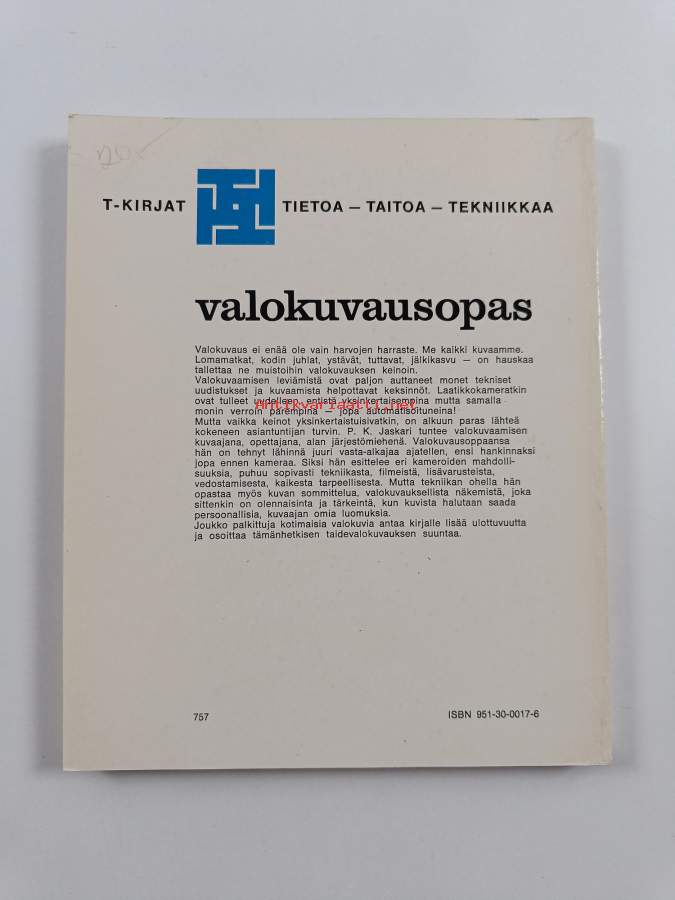 T-KIRJAT TIETOA — TAITOA — TEKNIIKKAA
valokuvausopas
Valokuvaus ei enää ole vain harvojen harraste. Me kaikki kuvaamme.
Lomamatkat, kodin juhlat, ystävät, tuttavat, jälkikasvu — on hauskaa
tallettaa ne muistoihin valokuvauksen keinoin.
Valokuvaamisen leviämistä ovat paljon auttaneet monet tekniset
uudistukset ja kuvaamista helpottavat keksinnöt. Laatikkokameratkin
ovat tulleet uudelleen, entistä yksinkertaisempina mutta samalla
Antikvariaatti.net
monin verroin parempina — jopa automatisoituneina!
Mutta vaikka keinot yksinkertaistuisivatkin, on alkuun paras lähteä
kokeneen asiantuntijan turvin. P. K. Jaskari tuntee valokuvaamisen
kuvaajana, opettajana, alan järjestömiehenä. Valokuvausoppaansa
hän on tehnyt lähinnä juuri vasta-alkajaa ajatellen, ensi hankinnaksi
jopa ennen kameraa. Siksi hän esittelee eri kameroiden mahdolli-
suuksia, puhuu sopivasti tekniikasta, filmeistä, lisävarusteista,
vedostamisesta, kaikesta tarpeellisesta. Mutta tekniikan ohella hän
opastaa myös kuvan sommittelua, valokuvauksellista näkemistä, joka
sittenkin on olennaisinta ja tärkeintä, kun kuvista halutaan saada
persoonallisia, kuvaajan omia luomuksia.
Joukko palkittuja kotimaisia valokuvia antaa kirjalle lisää ulottuvuutta
ja osoittaa tämänhetkisen taidevalokuvauksen suuntaa.
757 ISBN 951-30-0017-6